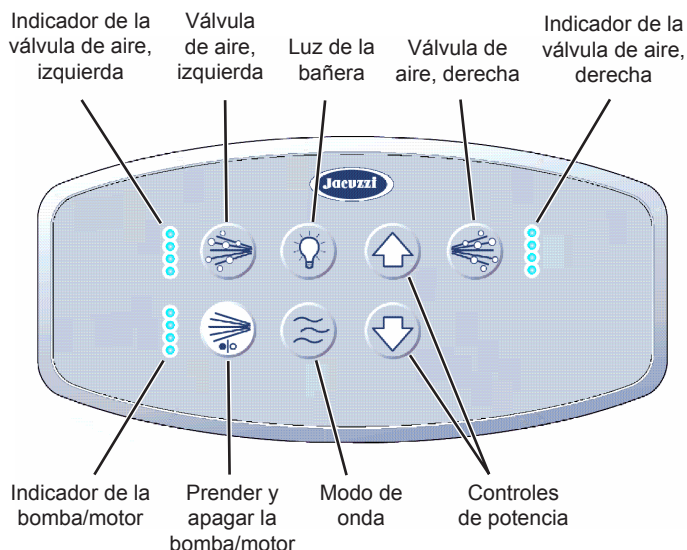 Indicador de la
válvula de aire,
izquierda
Válvula
de aire,
izquierda
Luz de la
bañera
Válvula de
aire, derecha
Indicador de la
válvula de aire,
derecha
Jacuzzi
Indicador de la
bomba/motor
Prender y
apagar la
bomba/motor
Modo de
onda
Controles
de potencia